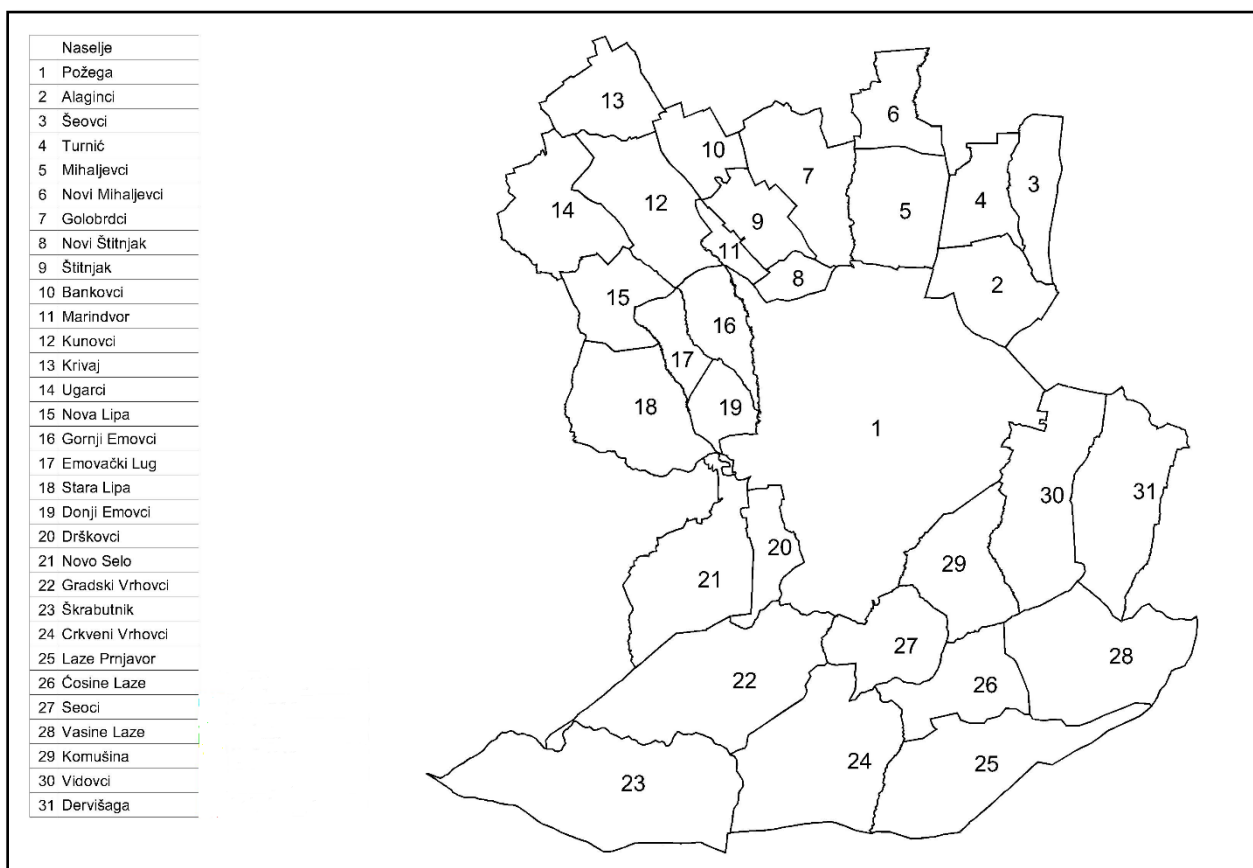 Naselje
1 Požega
2 Alaginci
3 Šeovci
4 Turnić
5 Mihaljevci
6 Novi Mihaljevci
7 Golobrdci
8 Novi Štitnjak
9 Štitnjak
10 Bankovci
11 Marindvor
12 Kunovci
13 Krivaj
14 Ugarci
15 Nova Lipa
16 Gornji Emovci
17 Emovački Lug
18 Stara Lipa
19 Donji Emovci
20 Drškovci
21 Novo Selo
22 Gradski Vrhovci
23 Škrabutnik
24 Crkveni Vrhovci
25 Laze Prnjavor
26 Ćosine Laze
27 Seoci
28 Vasine Laze
29 Komušina
30 Vidovci
31 Dervišaga
13
6
10
7
3
4
5
12
14
9
11
8
2
15
16
17
18
19
1
30
31
20
29
21
27
28
22
26
24
25
23